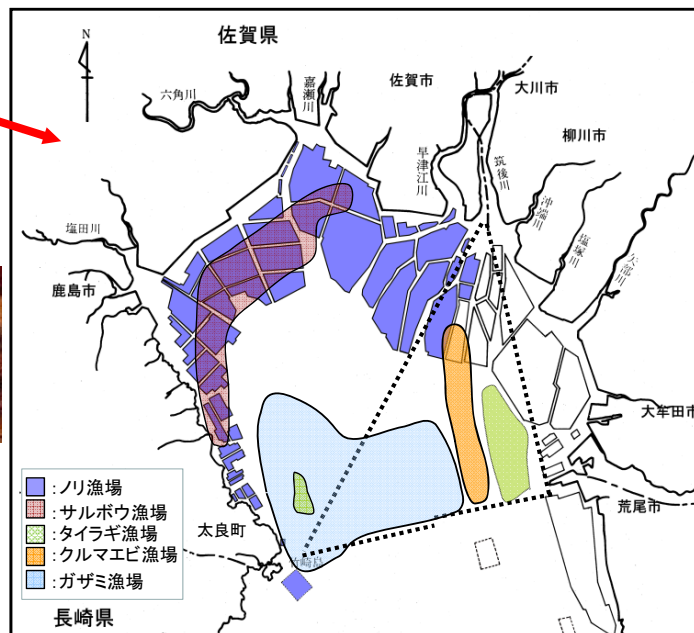 佐賀県
N
六角川
嘉瀬川
佐賀市
大川市
早津江川
筑後川
柳川市
沖端川
塩塚川
矢部川
塩田川
鹿島市
大牟田市
荒尾市
:ノリ漁場
:サルボウ漁場
:タイラギ漁場
:クルマエビ漁場
:ガザミ漁場
太良町
竹崎島
長崎県